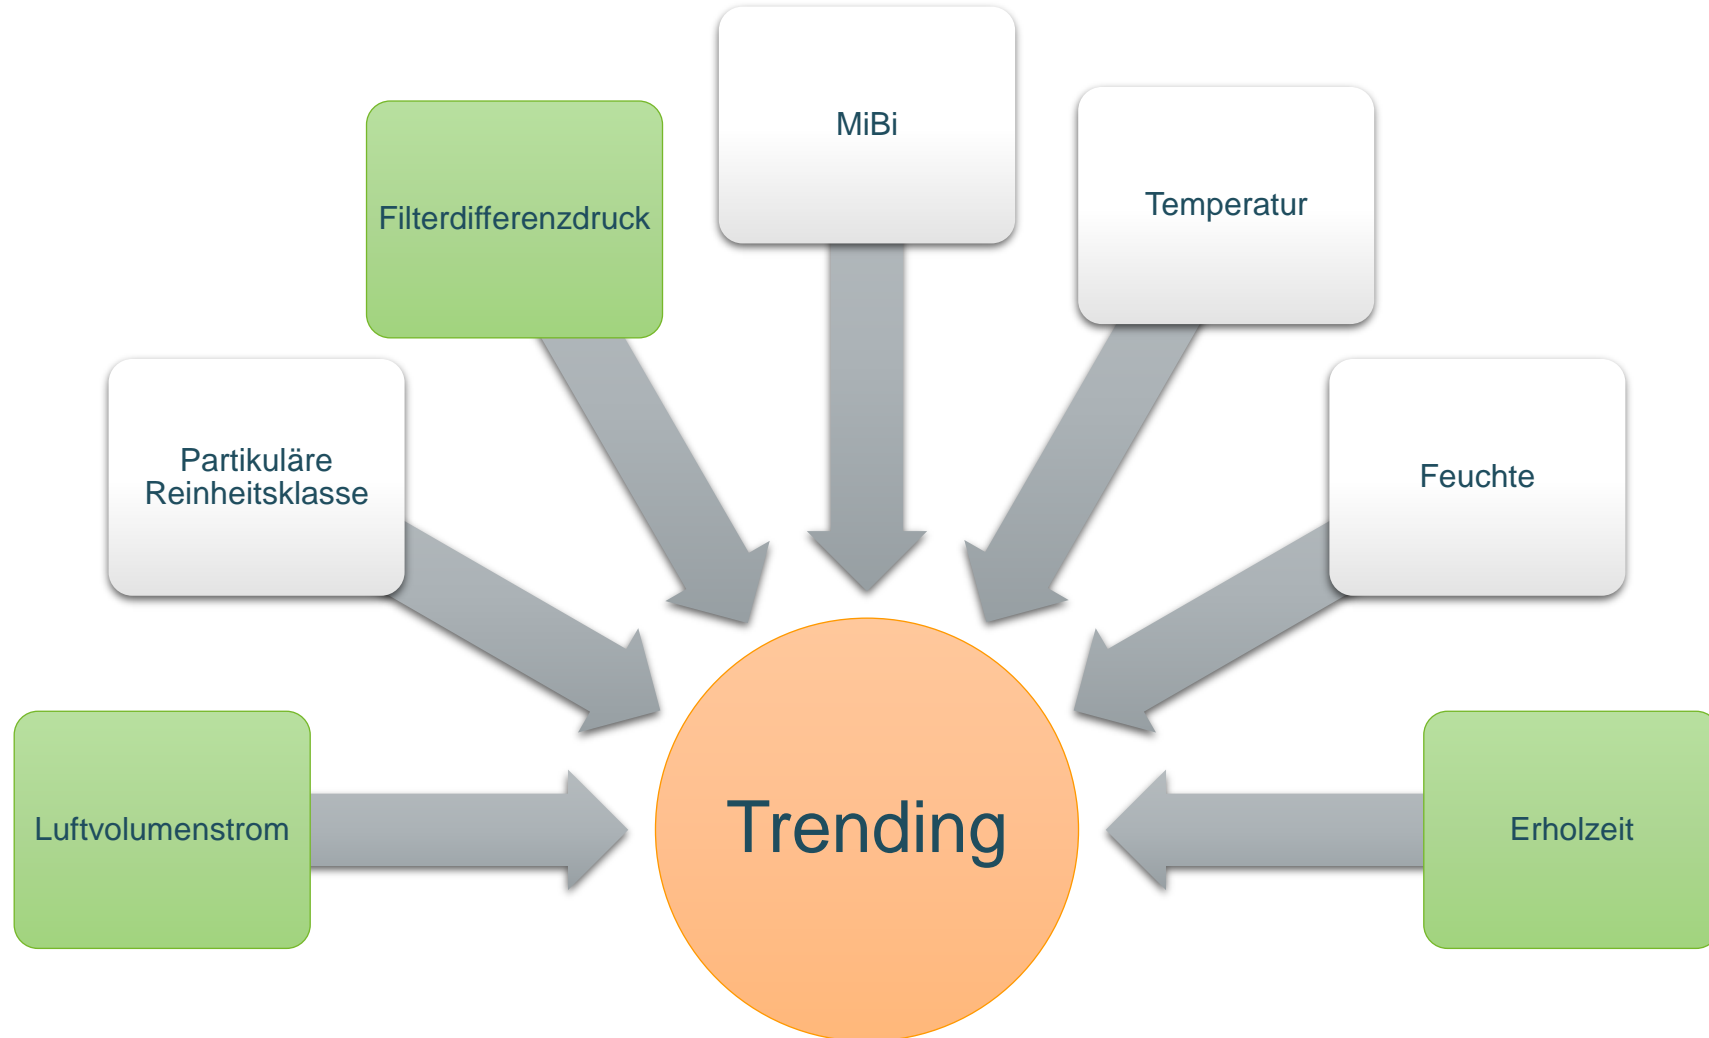 MiBi
Temperatur
Filterdifferenzdruck
Partikuläre
Reinheitsklasse
Feuchte
Luftvolumenstrom
Trending
Erholzeit